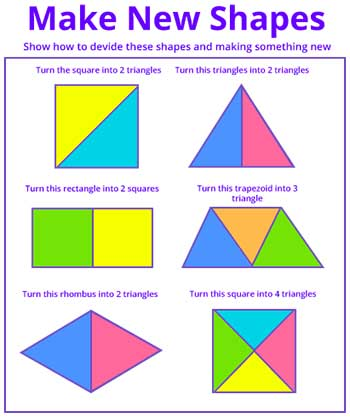 Make New Shapes
Show how to devide these shapes and making something new
Turn the square into 2 triangles
Turn this triangles into 2 triangles
Turn this rectangle into 2 squares
Turn this trapezoid into 3
triangle
Turn this rhombus into 2 triangles
Turn this square into 4 triangles